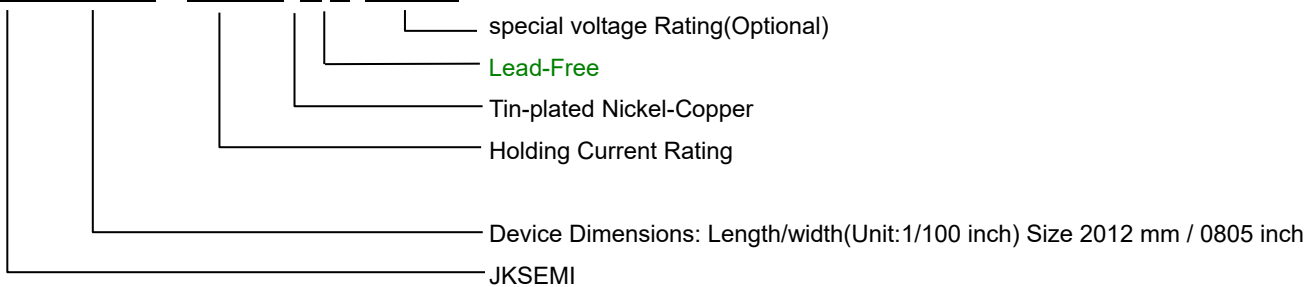 special voltage Rating(Optional)
Lead-Free
Tin-plated Nickel-Copper
Holding Current Rating
Device Dimensions: Length/width(Unit:1/100 inch) Size 2012 mm / 0805 inch
JKSEMI